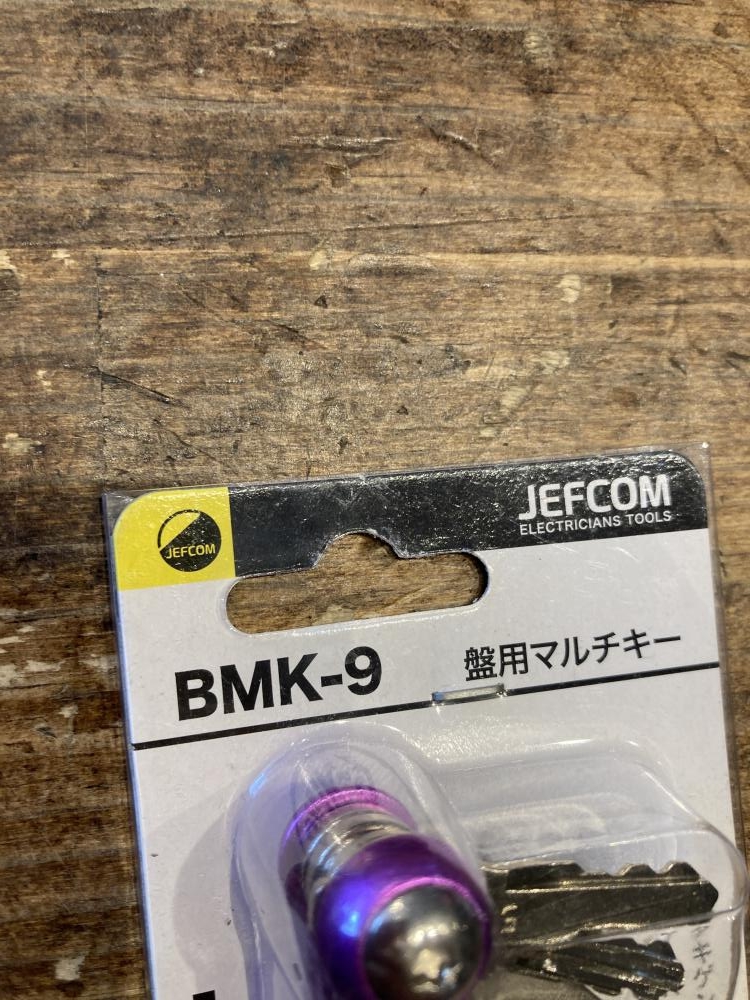 JEFCOM
JEFCOM
ELECTRICIANS TOOLS
BMK-9
盤用マルチキー